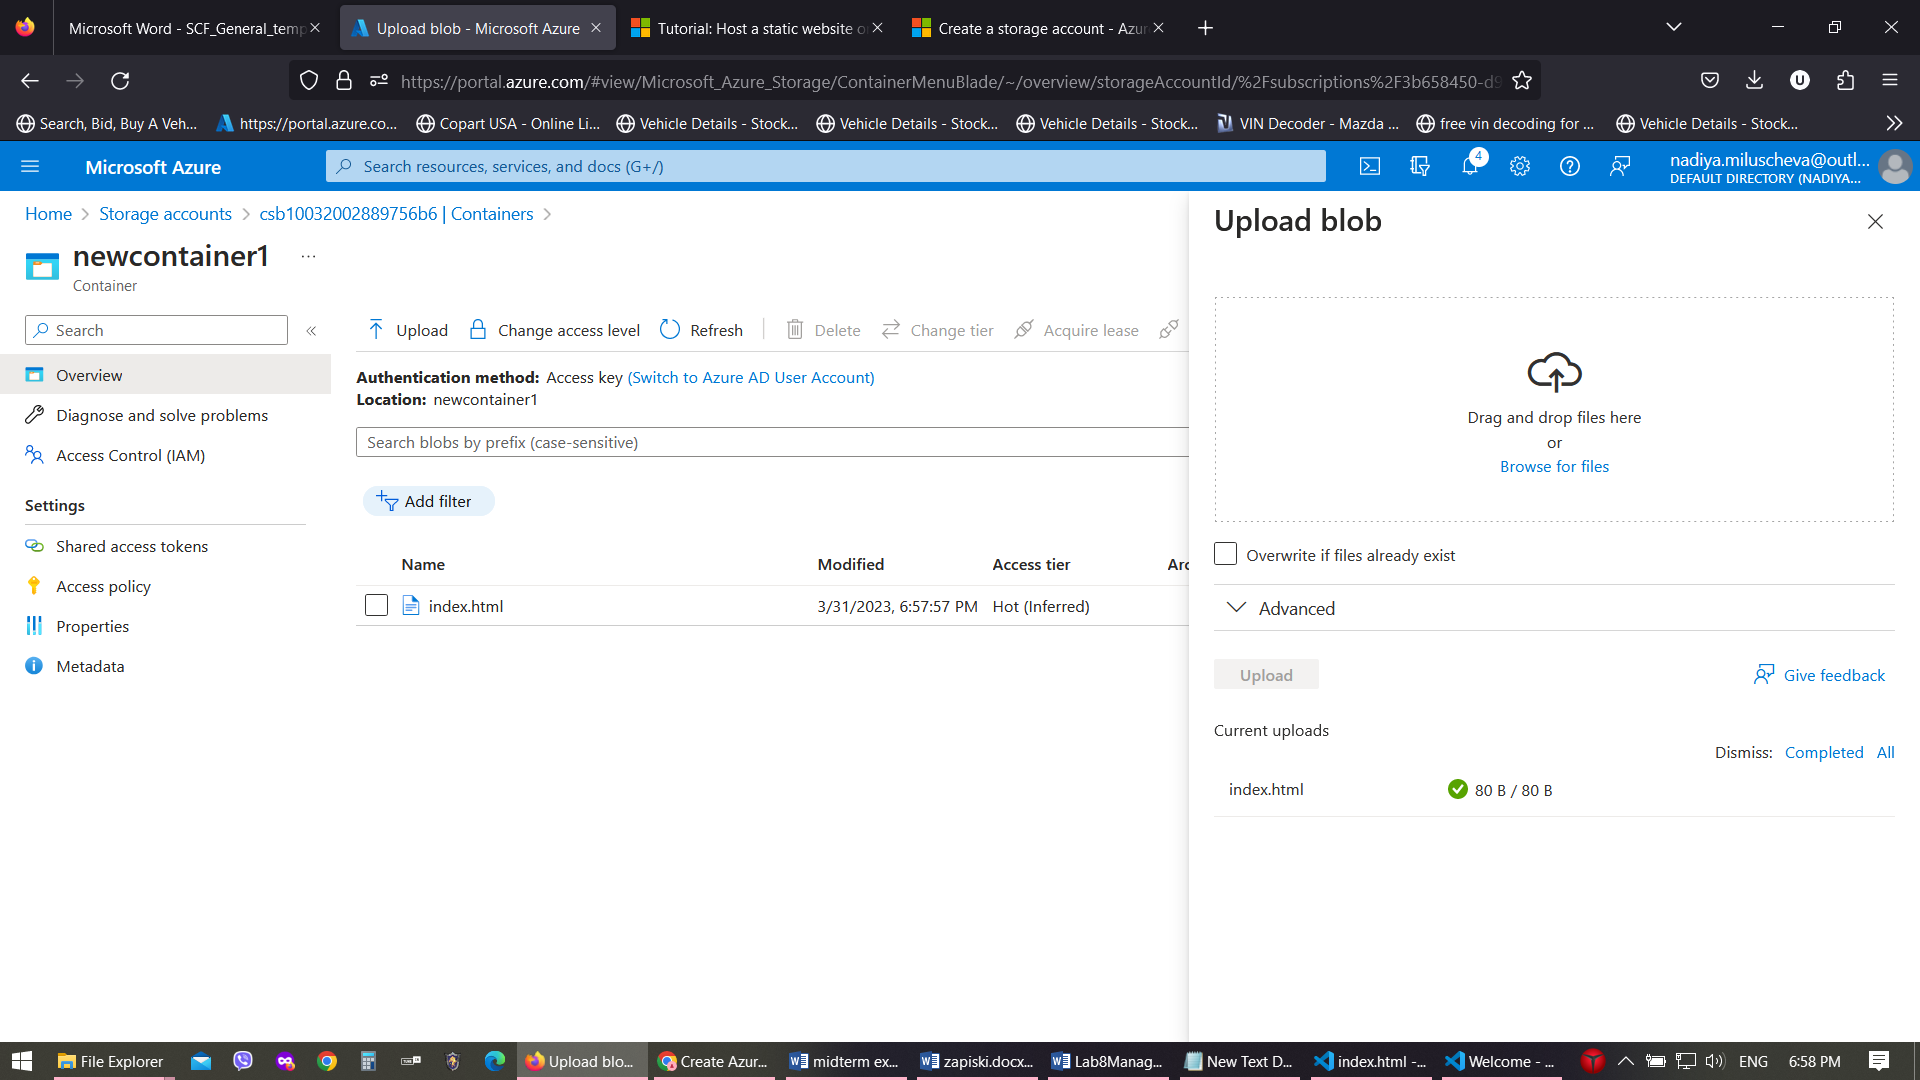 Microsoft Word - SCF_General_temp
Upload blob - Microsoft Azure
Tutorial: Host a static website o
Create a storage account - Azur
https://portal.azure.com/#view/Microsoft_Azure_Storage/ContainerMenuBlade/~/overview/storageAccountId/%2Fsubscriptions%2F3b658450-d9
Search, Bid, Buy A Veh...
https://portal.azure.co...
Copart USA - Online Li...
Vehicle Details - Stock...
Vehicle Details - Stock...
Vehicle Details - Stock...
VIN Decoder - Mazda ...
free vin decoding for ...
Vehicle Details - Stock...
Microsoft Azure
Search resources, services, and docs (G+/)
4
nadiya.miluscheva@outl...
DEFAULT DIRECTORY (NADIYA...
Home
Storage accounts
csb10032002889756b6 | Containers
newcontainer1
...
Container
Search
Overview
Diagnose and solve problems
Access Control (IAM)
Settings
Shared access tokens
Access policy
Properties
Metadata
Upload
Change access level
Refresh
Delete
Change tier
Acquire lease
Authentication method: Access key (Switch to Azure AD User Account)
Location: newcontainer1
Search blobs by prefix (case-sensitive)
Add filter
Name Modified Access tier Arc
index.html 3/31/2023, 6:57:57 PM Hot (Inferred)
Upload blob
Drag and drop files here
or
Browse for files
Overwrite if files already exist
Advanced
Upload
Give feedback
Current uploads
Dismiss: Completed All
index.html 80 B / 80 B
File Explorer
Upload blo...
Create Azur...
midterm ex...
zapiski.docx...
Lab8Manag...
New Text D...
index.html -...
Welcome - ...
ENG
6:58 PM